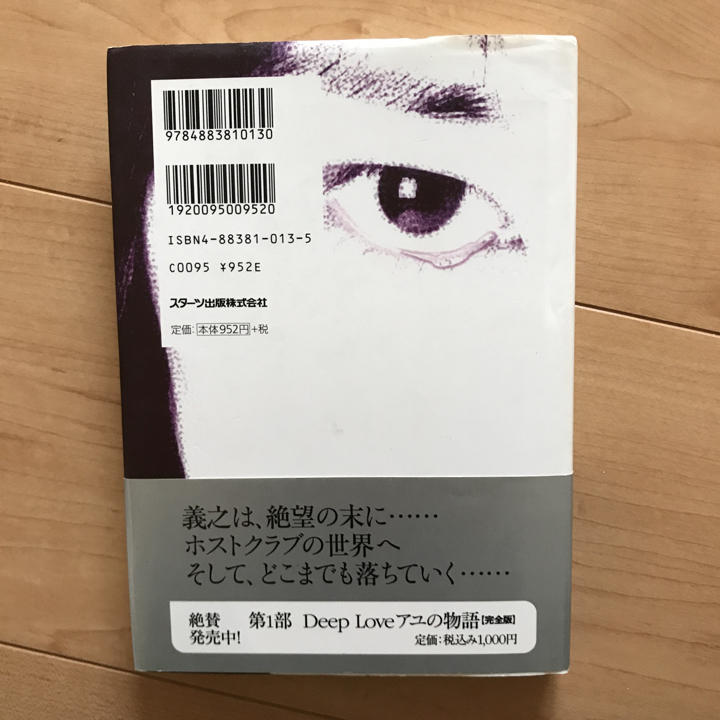 9784883810130
1920095009520
ISBN4-88381-013-5
C0095 ¥952E
スターツ出版株式会社
定価: 本体952円+税
義之は、絶望の末に……
ホストクラブの世界へ
そして、どこまでも落ちていく……
絶賛発売中!
第1部 Deep Loveアユの物語[完全版]
定価:税込み1,000円